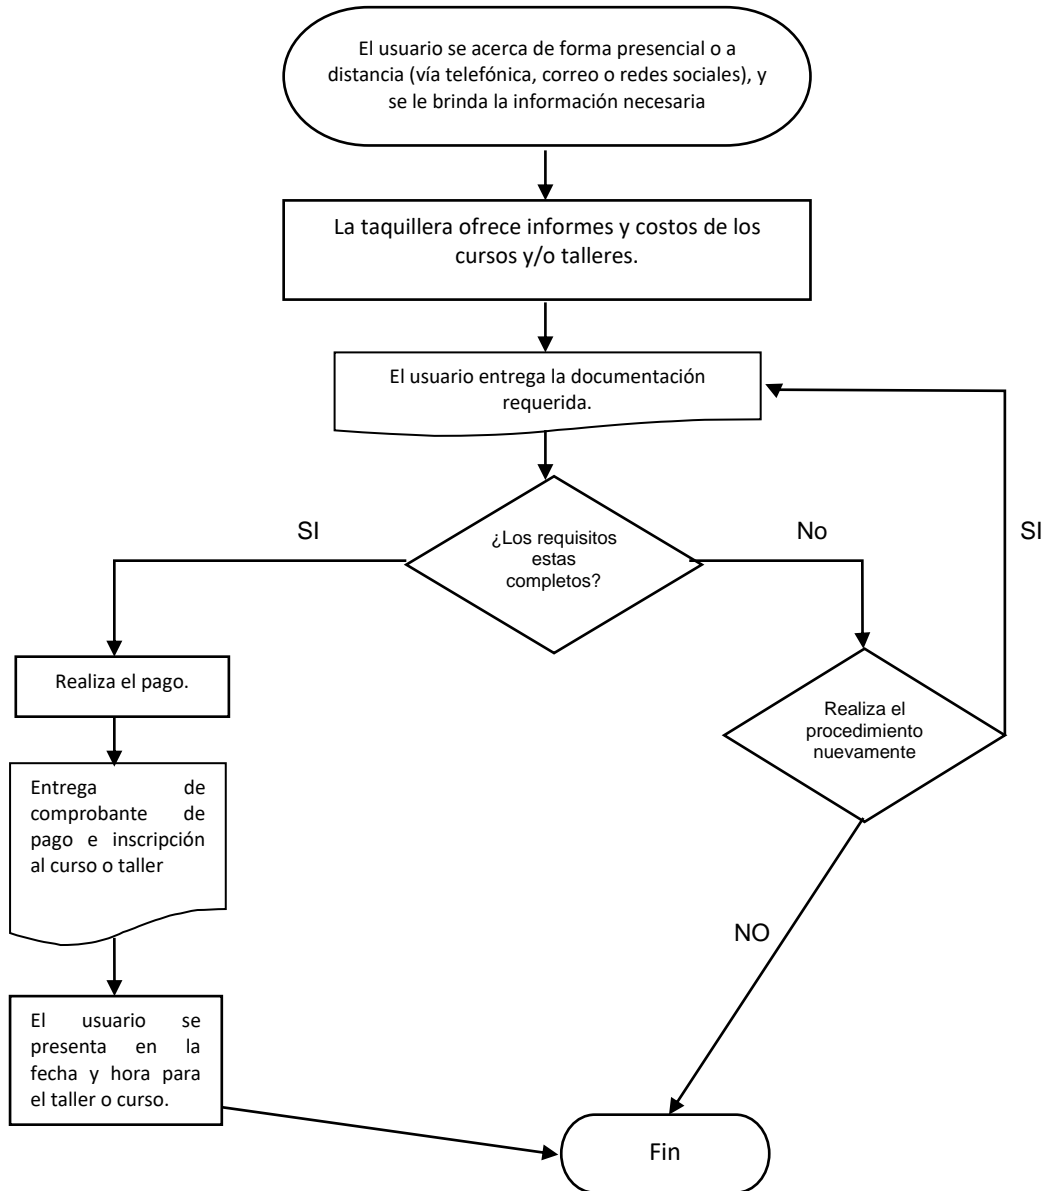 El usuario se acerca de forma presencial o a
distancia (vía telefónica, correo o redes sociales), y
se le brinda la información necesaria
La taquillera ofrece informes y costos de los
cursos y/o talleres.
El usuario entrega la documentación
requerida.
SI
¿Los requisitos
estas
completos?
No
SI
Realiza el pago.
Realiza el
procedimiento
nuevamente
Entrega de
comprobante de
pago e inscripción
al curso o taller
NO
El usuario se
presenta en la
fecha y hora para
el taller o curso.
Fin